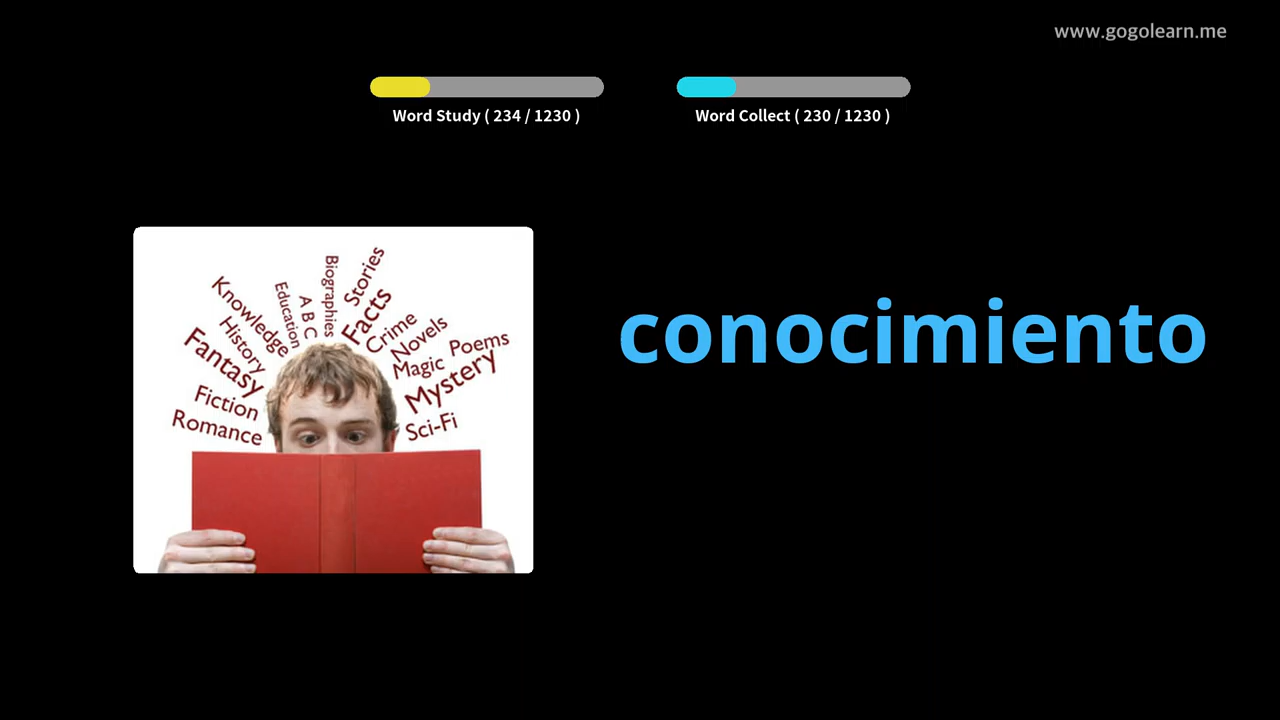 www.gogolearn.me
Word Study ( 234 / 1230 )
Word Collect ( 230 / 1230 )
conocimiento
Biographies
Stories
Education
A B C
Facts
Knowledge
History
Crime
Novels
Fantasy
Magic
Poems
Mystery
Fiction
Romance
Sci-Fi